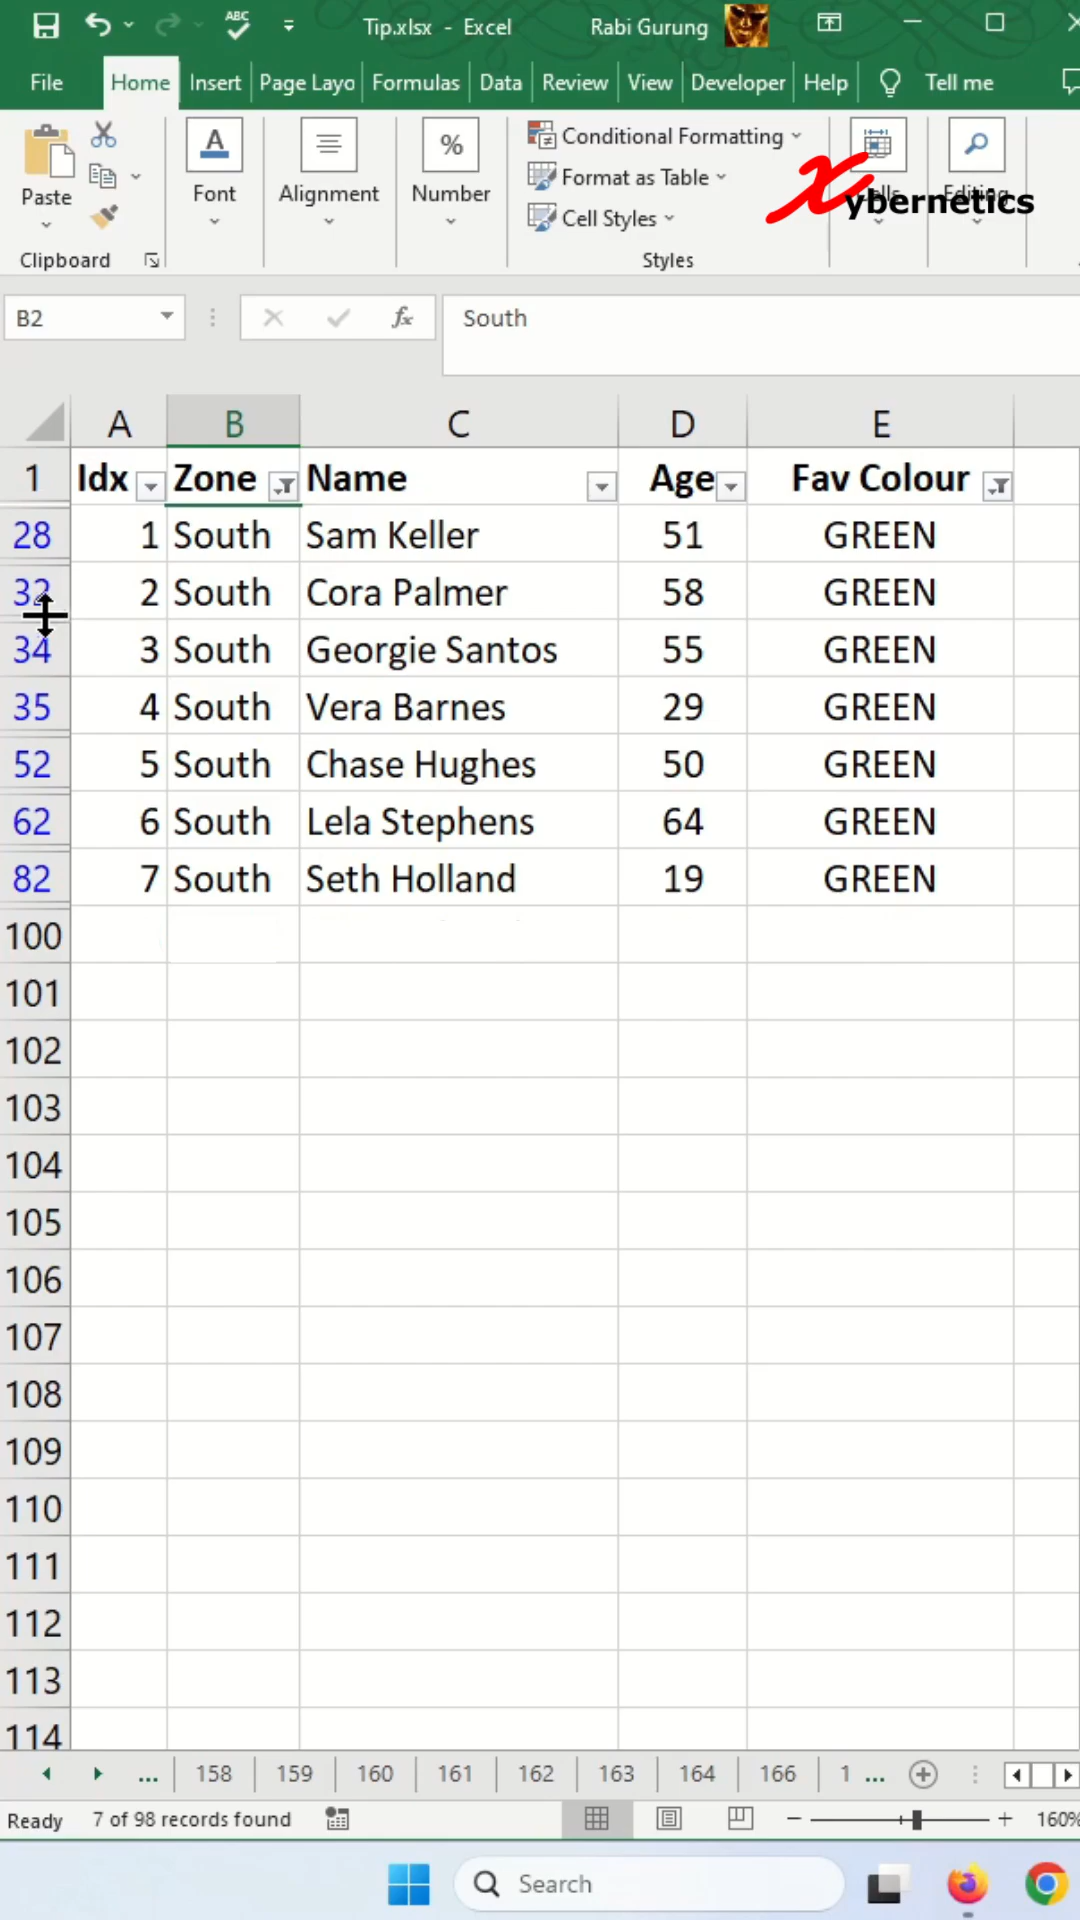 ABC
Tip.xlsx - Excel
Rabi Gurung
File Home Insert Page Layo Formulas Data Review View Developer Help Tell me
Paste
A
Font
Alignment
%
Number
Conditional Formatting
Format as Table
Cell Styles
Cells
Editing
Xybernetics
Clipboard
Styles
B2
fx
South
A B C D E
1 Idx Zone Name Age Fav Colour
28 1 South Sam Keller 51 GREEN
32 2 South Cora Palmer 58 GREEN
34 3 South Georgie Santos 55 GREEN
35 4 South Vera Barnes 29 GREEN
52 5 South Chase Hughes 50 GREEN
62 6 South Lela Stephens 64 GREEN
82 7 South Seth Holland 19 GREEN
100
101
102
103
104
105
106
107
108
109
110
111
112
113
114
... 158 159 160 161 162 163 164 166 1 ...
Ready 7 of 98 records found 160%
Search